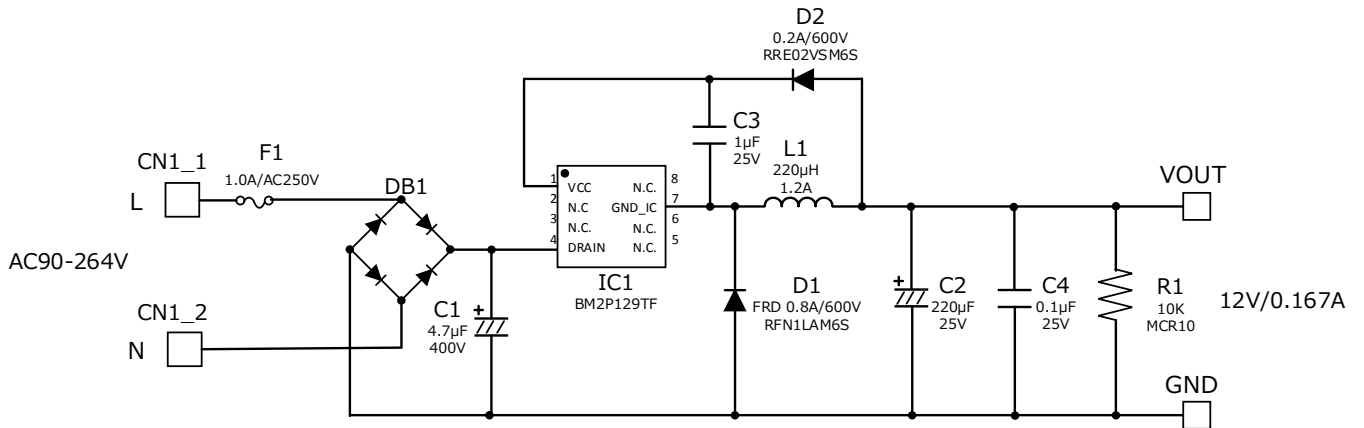 D2
0.2A/600V
RRE02VSM6S
C3
1µF
25V
L1
220µH
1.2A
CN1_1
F1
1.0A/AC250V
DB1
L
1 VCC N.C. 8
2 N.C GND_IC 7
3 N.C. N.C. 6
4 DRAIN N.C. 5
IC1
BM2P129TF
VOUT
AC90-264V
C1
4.7µF
400V
D1
FRD 0.8A/600V
RFN1LAM6S
C2
220µF
25V
C4
0.1µF
25V
R1
10K
MCR10
12V/0.167A
CN1_2
N
GND